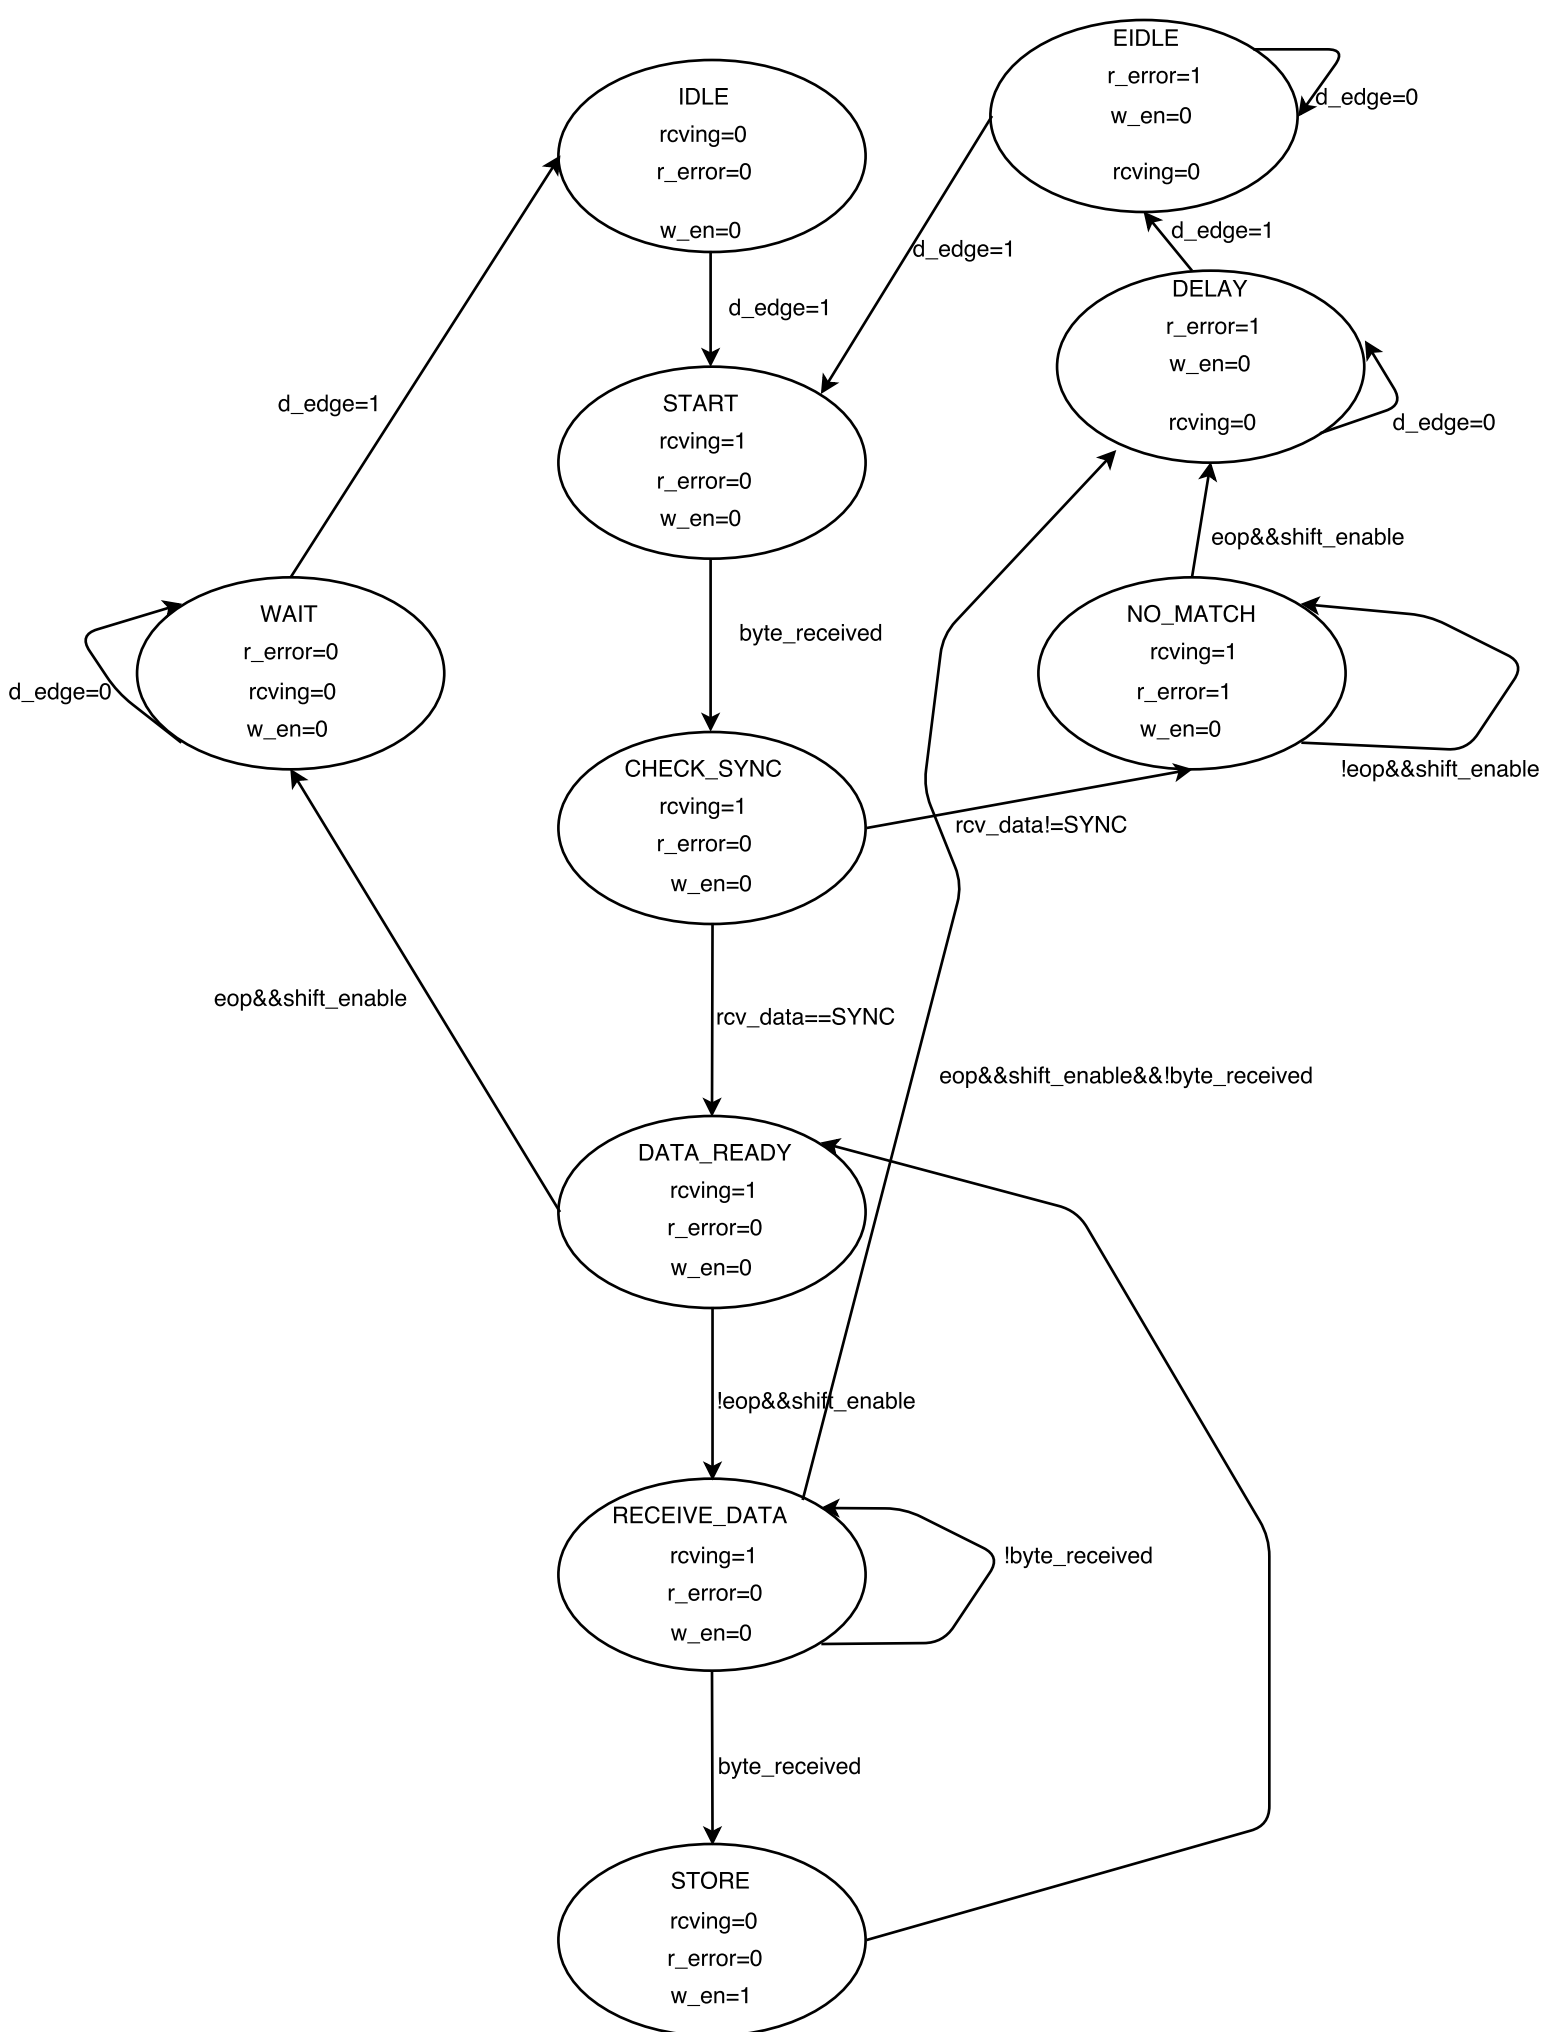 EIDLE
r_error=1
w_en=0
rcving=0
d_edge=0
IDLE
rcving=0
r_error=0
w_en=0
d_edge=1
d_edge=1
d_edge=1
DELAY
r_error=1
w_en=0
rcving=0
d_edge=0
d_edge=1
START
rcving=1
r_error=0
w_en=0
eop&&shift_enable
byte_received
WAIT
r_error=0
rcving=0
w_en=0
d_edge=0
NO_MATCH
rcving=1
r_error=1
w_en=0
!eop&&shift_enable
CHECK_SYNC
rcving=1
r_error=0
w_en=0
rcv_data!=SYNC
eop&&shift_enable
rcv_data==SYNC
eop&&shift_enable&&!byte_received
DATA_READY
rcving=1
r_error=0
w_en=0
!eop&&shift_enable
RECEIVE_DATA
rcving=1
r_error=0
w_en=0
!byte_received
byte_received
STORE
rcving=0
r_error=0
w_en=1